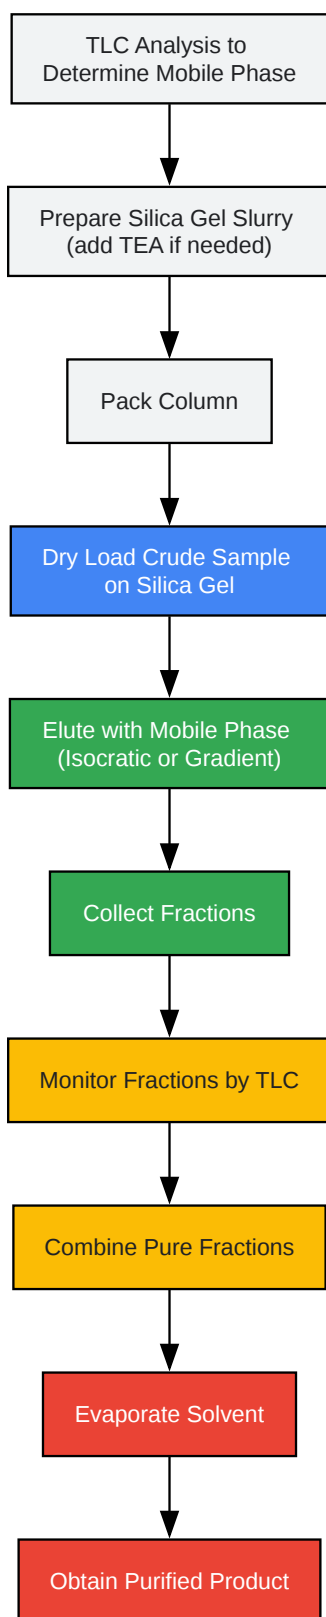 TLC Analysis to
Determine Mobile Phase
Prepare Silica Gel Slurry
(add TEA if needed)
Pack Column
Dry Load Crude Sample
on Silica Gel
Elute with Mobile Phase
(Isocratic or Gradient)
Collect Fractions
Monitor Fractions by TLC
Combine Pure Fractions
Evaporate Solvent
Obtain Purified Product